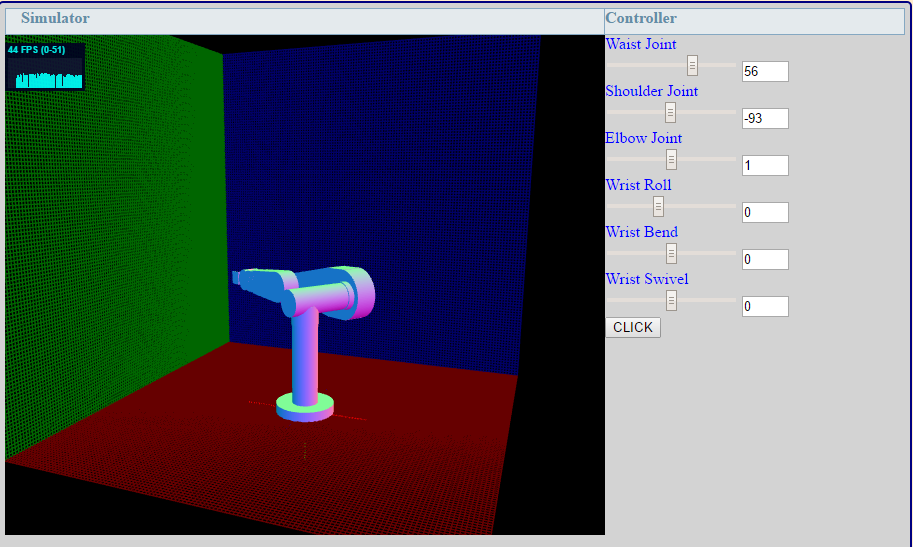 Simulator
Controller
44 FPS (0-51)
Waist Joint
56
Shoulder Joint
-93
Elbow Joint
1
Wrist Roll
0
Wrist Bend
0
Wrist Swivel
0
CLICK